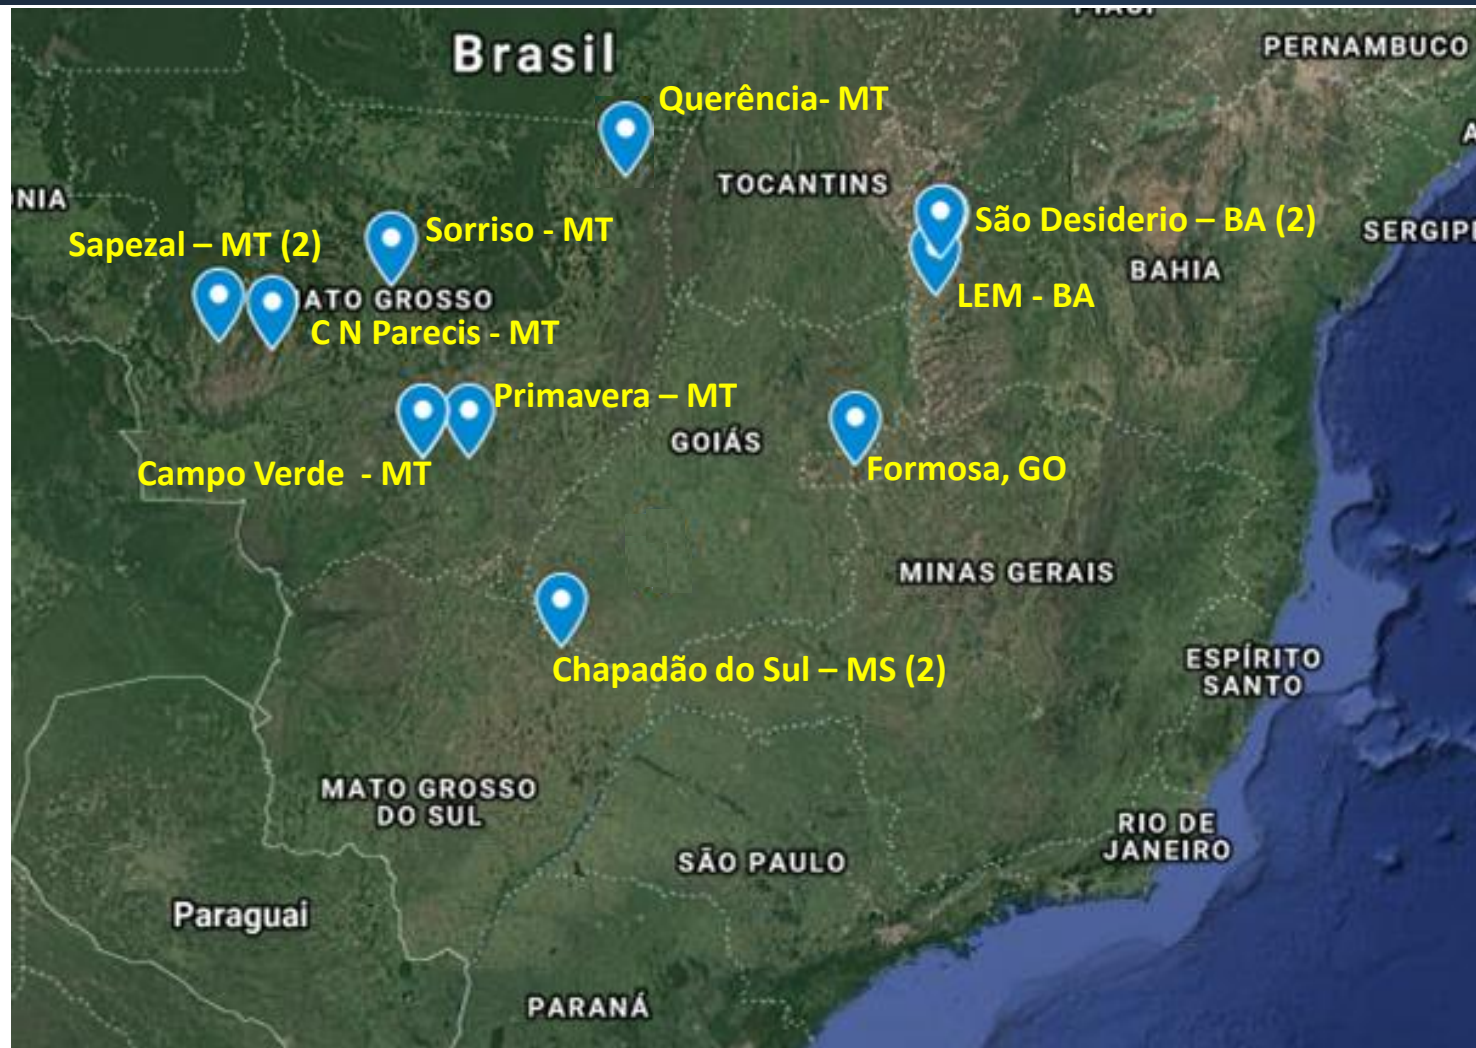 PIAUÍ
Brasil
PERNAMBUCO
Querência- MT
TOCANTINS
NIA
Sapezal – MT (2)
Sorriso - MT
São Desiderio – BA (2)
SERGIPE
BAHIA
ATO GROSSO
LEM - BA
C N Parecis - MT
Primavera – MT
GOIÁS
Campo Verde - MT
Formosa, GO
MINAS GERAIS
Chapadão do Sul – MS (2)
ESPÍRITO
SANTO
MATO GROSSO
DO SUL
RIO DE
JANEIRO
SÃO PAULO
Paraguai
PARANÁ